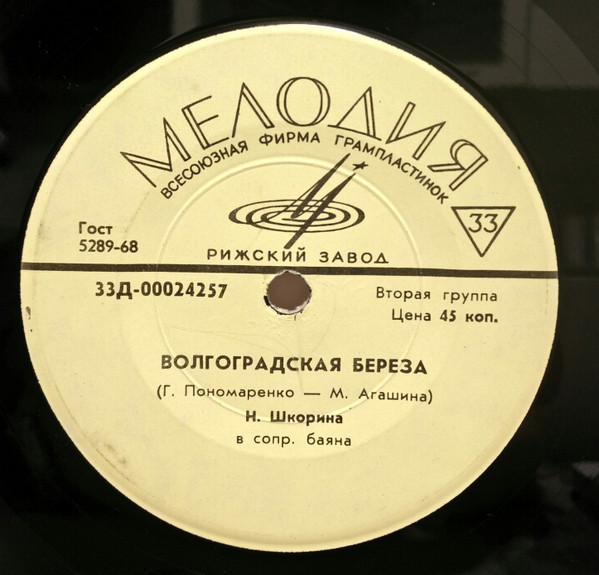 МЕЛОДИЯ
ВСЕСОЮЗНАЯ ФИРМА ГРАМПЛАСТИНОК
Гост
5289-68
33
РИЖСКИЙ ЗАВОД
33Д-00024257
Вторая группа
Цена 45 коп.
ВОЛГОГРАДСКАЯ БЕРЕЗА
(Г. Пономаренко — М. Агашина)
Н. Шкорина
в сопр. баяна